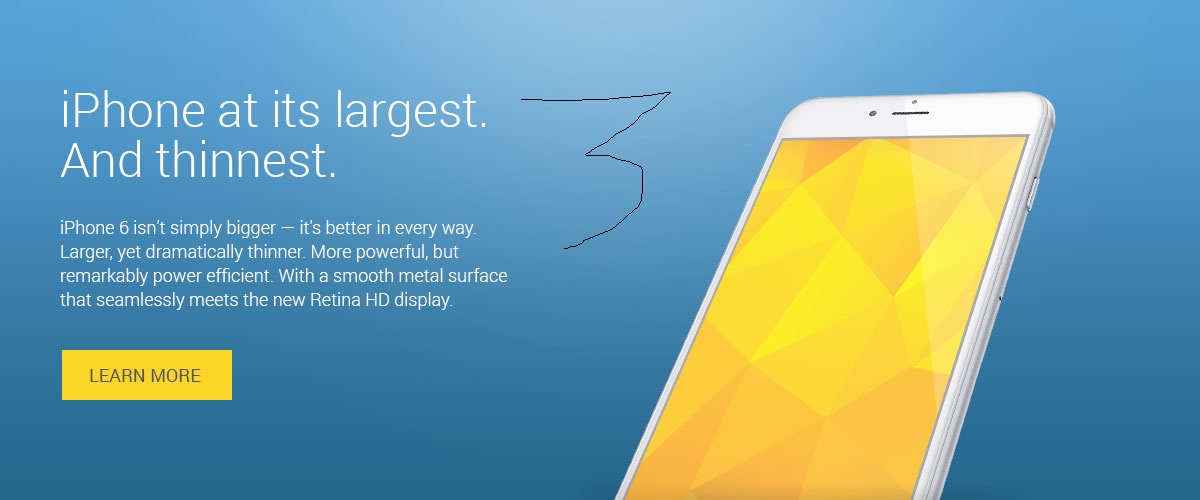 iPhone at its largest.
And thinnest.
3
iPhone 6 isn't simply bigger — it's better in every way.
Larger, yet dramatically thinner. More powerful, but
remarkably power efficient. With a smooth metal surface
that seamlessly meets the new Retina HD display.
LEARN MORE